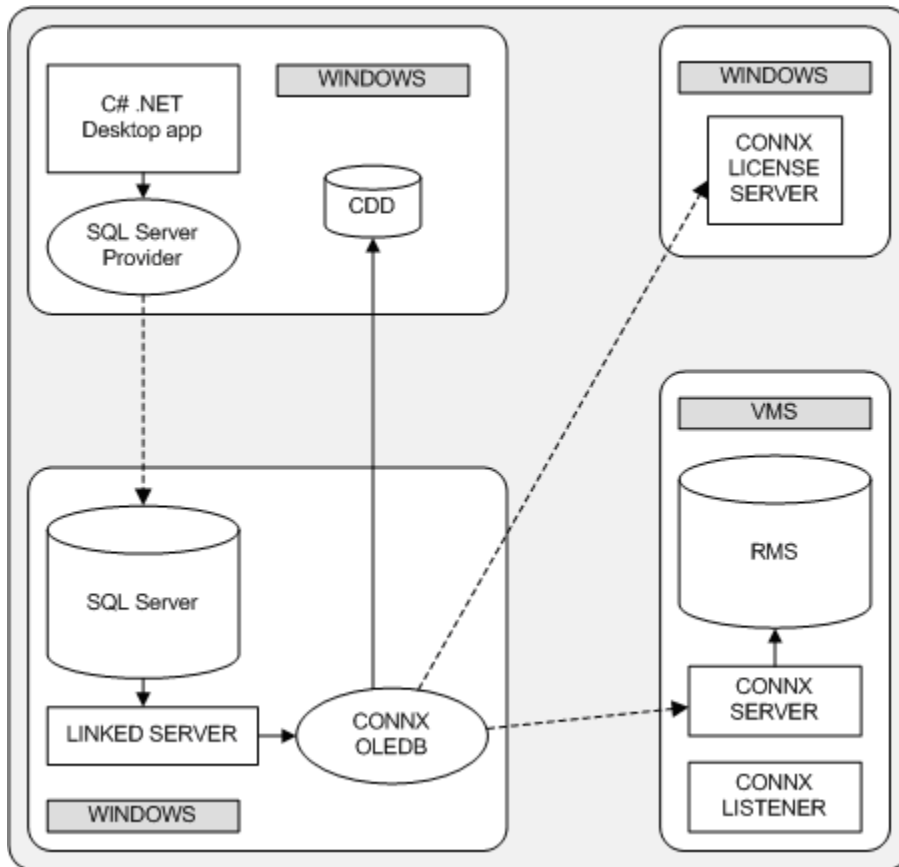 WINDOWS
C# .NET
Desktop app
CDD
SQL Server
Provider
WINDOWS
CONNX
LICENSE
SERVER
SQL Server
LINKED SERVER
CONNX
OLEDB
WINDOWS
VMS
RMS
CONNX
SERVER
CONNX
LISTENER